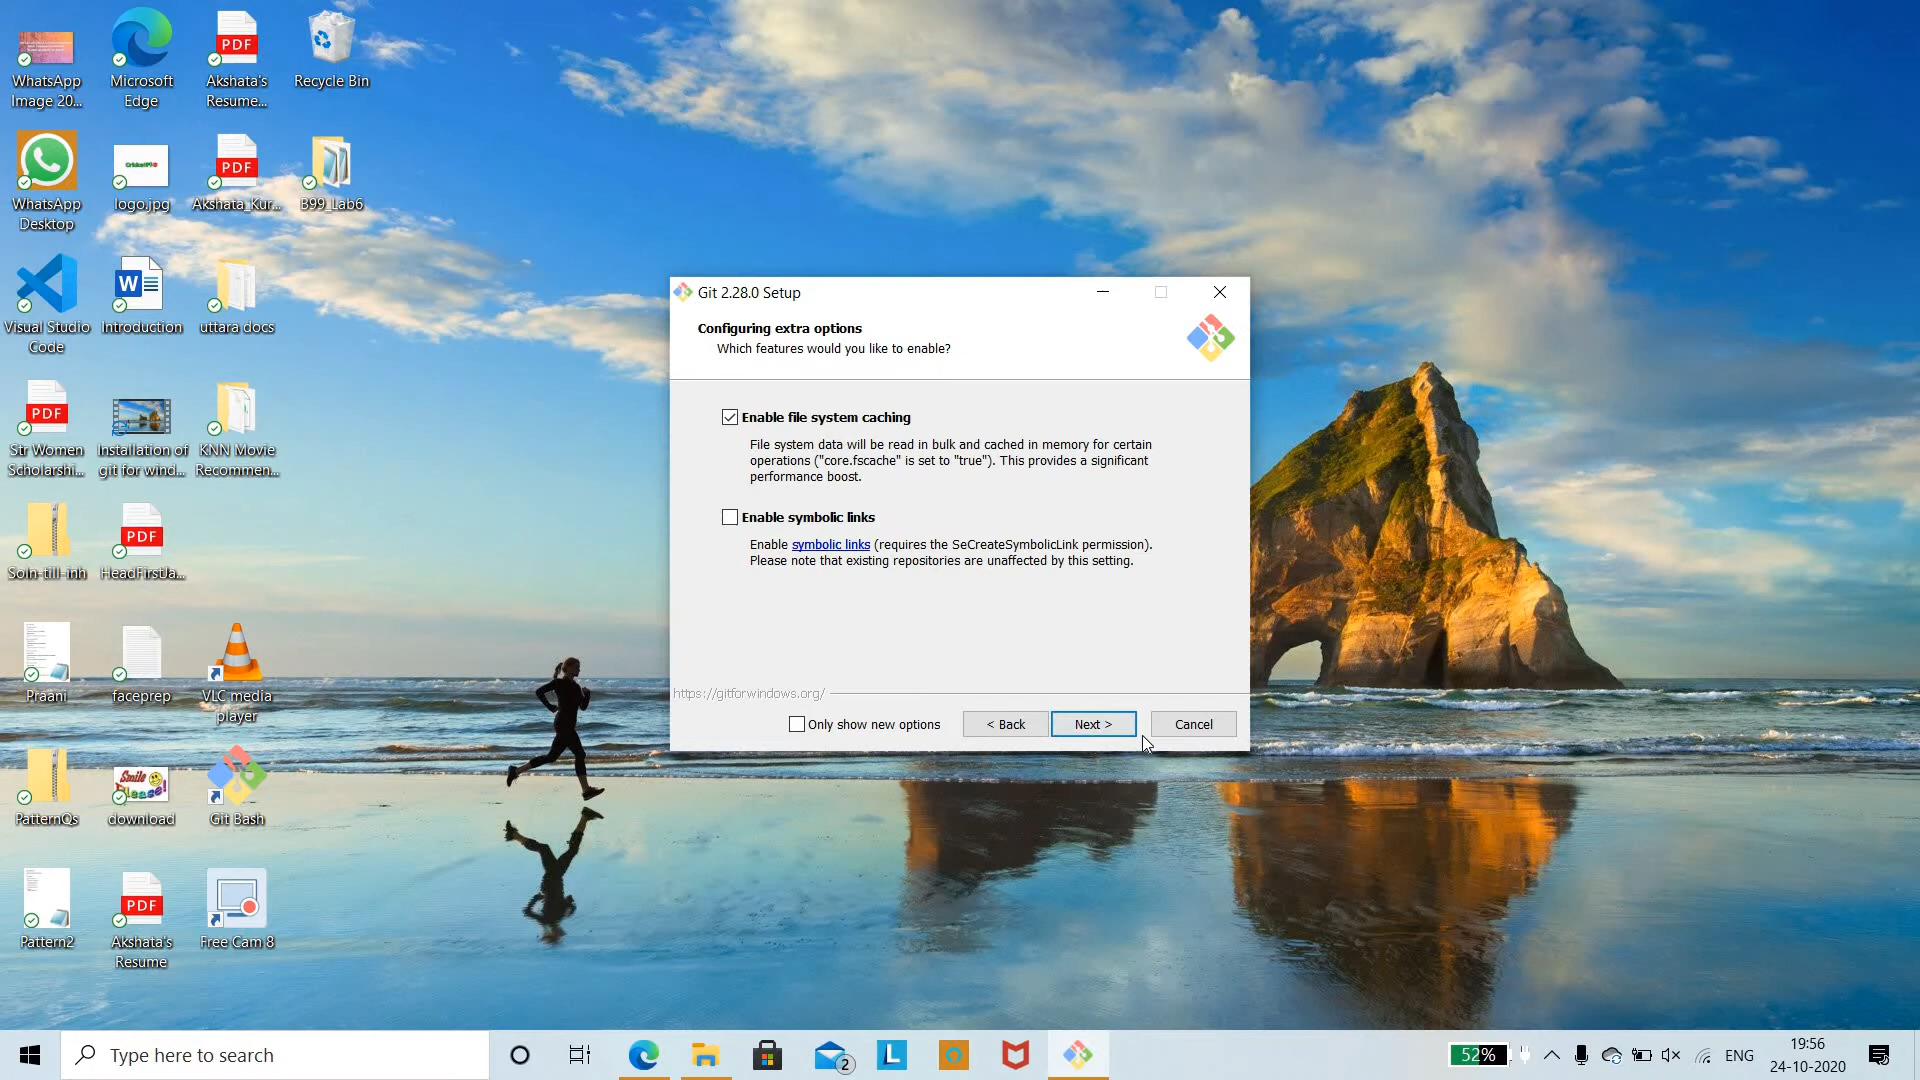 WhatsApp
Image 20...
Microsoft
Edge
PDF
Akshata's
Resume...
Recycle Bin
WhatsApp
Desktop
logo.jpg
PDF
Akshata_Kur...
B99_Lab6
Visual Studio
Code
W
Introduction
uttara docs
PDF
Str Women
Scholarshi...
Installation of
git for wind...
KNN Movie
Recommen...
Soln-till-inh
PDF
HeadFirstJa...
Praani
faceprep
VLC media
player
PatternQs
Smile
Please!
download
Git Bash
Pattern2
PDF
Akshata's
Resume
Free Cam 8
Git 2.28.0 Setup
Configuring extra options
Which features would you like to enable?
Enable file system caching
File system data will be read in bulk and cached in memory for certain
operations ("core.fscache" is set to "true"). This provides a significant
performance boost.
Enable symbolic links
Enable symbolic links (requires the SeCreateSymbolicLink permission).
Please note that existing repositories are unaffected by this setting.
https://gitforwindows.org/
Only show new options
< Back
Next >
Cancel
Type here to search
2
L
52%
ENG
19:56
24-10-2020